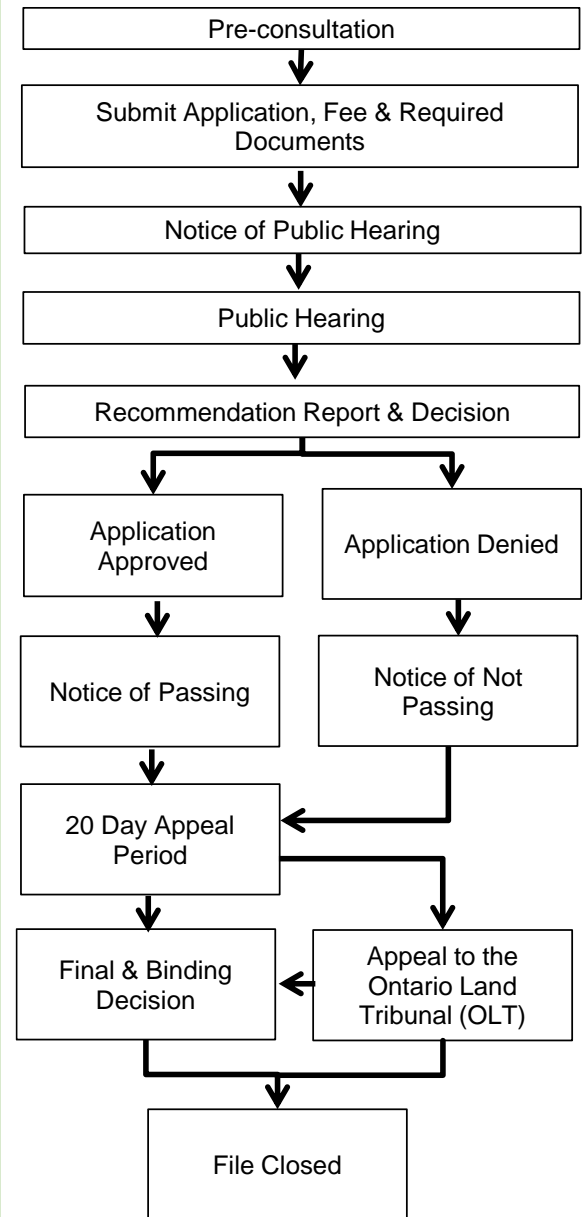 Pre-consultation
Submit Application, Fee & Required
Documents
Notice of Public Hearing
Public Hearing
Recommendation Report & Decision
Application
Approved
Application Denied
Notice of Passing
Notice of Not
Passing
20 Day Appeal
Period
Final & Binding
Decision
Appeal to the
Ontario Land
Tribunal (OLT)
File Closed